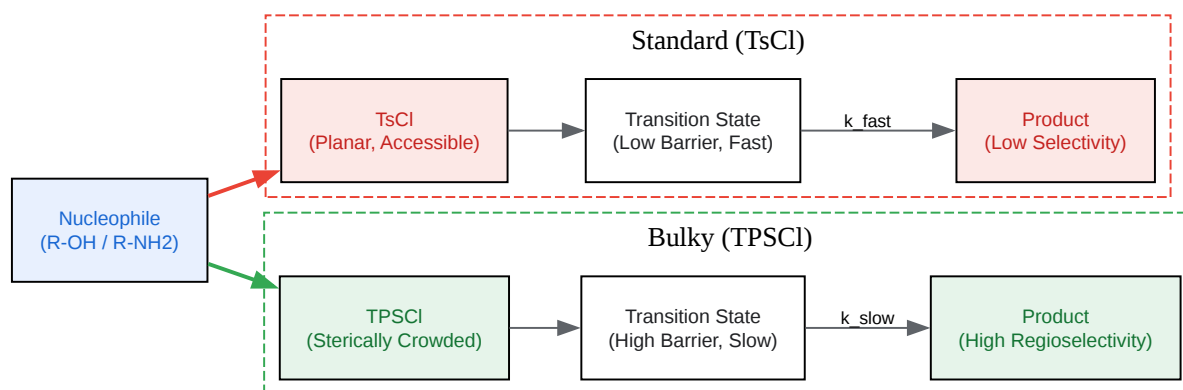 Standard (TsCl)
TsCl
(Planar, Accessible)
Transition State
(Low Barrier, Fast)
k_fast
Product
(Low Selectivity)
Nucleophile
(R-OH / R-NH2)
Bulky (TPSCl)
TPSCl
(Sterically Crowded)
Transition State
(High Barrier, Slow)
k_slow
Product
(High Regioselectivity)